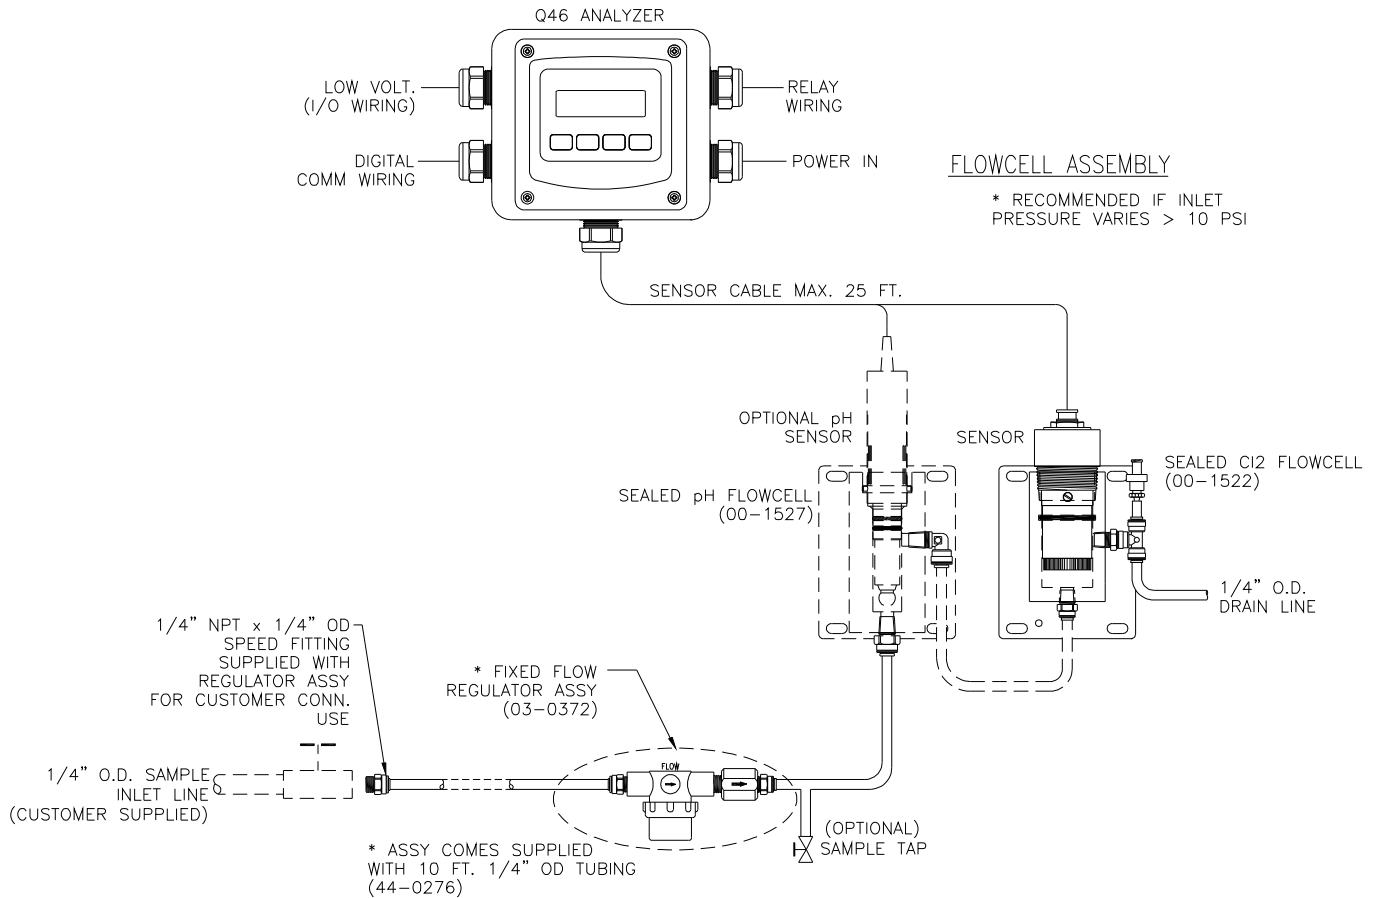 Q46 ANALYZER
LOW VOLT.
(I/O WIRING)
RELAY
WIRING
DIGITAL
COMM WIRING
POWER IN
FLOWCELL ASSEMBLY
* RECOMMENDED IF INLET
PRESSURE VARIES > 10 PSI
SENSOR CABLE MAX. 25 FT.
OPTIONAL pH
SENSOR
SENSOR
SEALED Cl2 FLOWCELL
(00-1522)
SEALED pH FLOWCELL
(00-1527)
1/4" O.D.
DRAIN LINE
1/4" NPT x 1/4" OD
SPEED FITTING
SUPPLIED WITH
REGULATOR ASSY
FOR CUSTOMER CONN.
USE
* FIXED FLOW
REGULATOR ASSY
(03-0372)
FLOW
1/4" O.D. SAMPLE
INLET LINE
(CUSTOMER SUPPLIED)
(OPTIONAL)
SAMPLE TAP
* ASSY COMES SUPPLIED
WITH 10 FT. 1/4" OD TUBING
(44-0276)